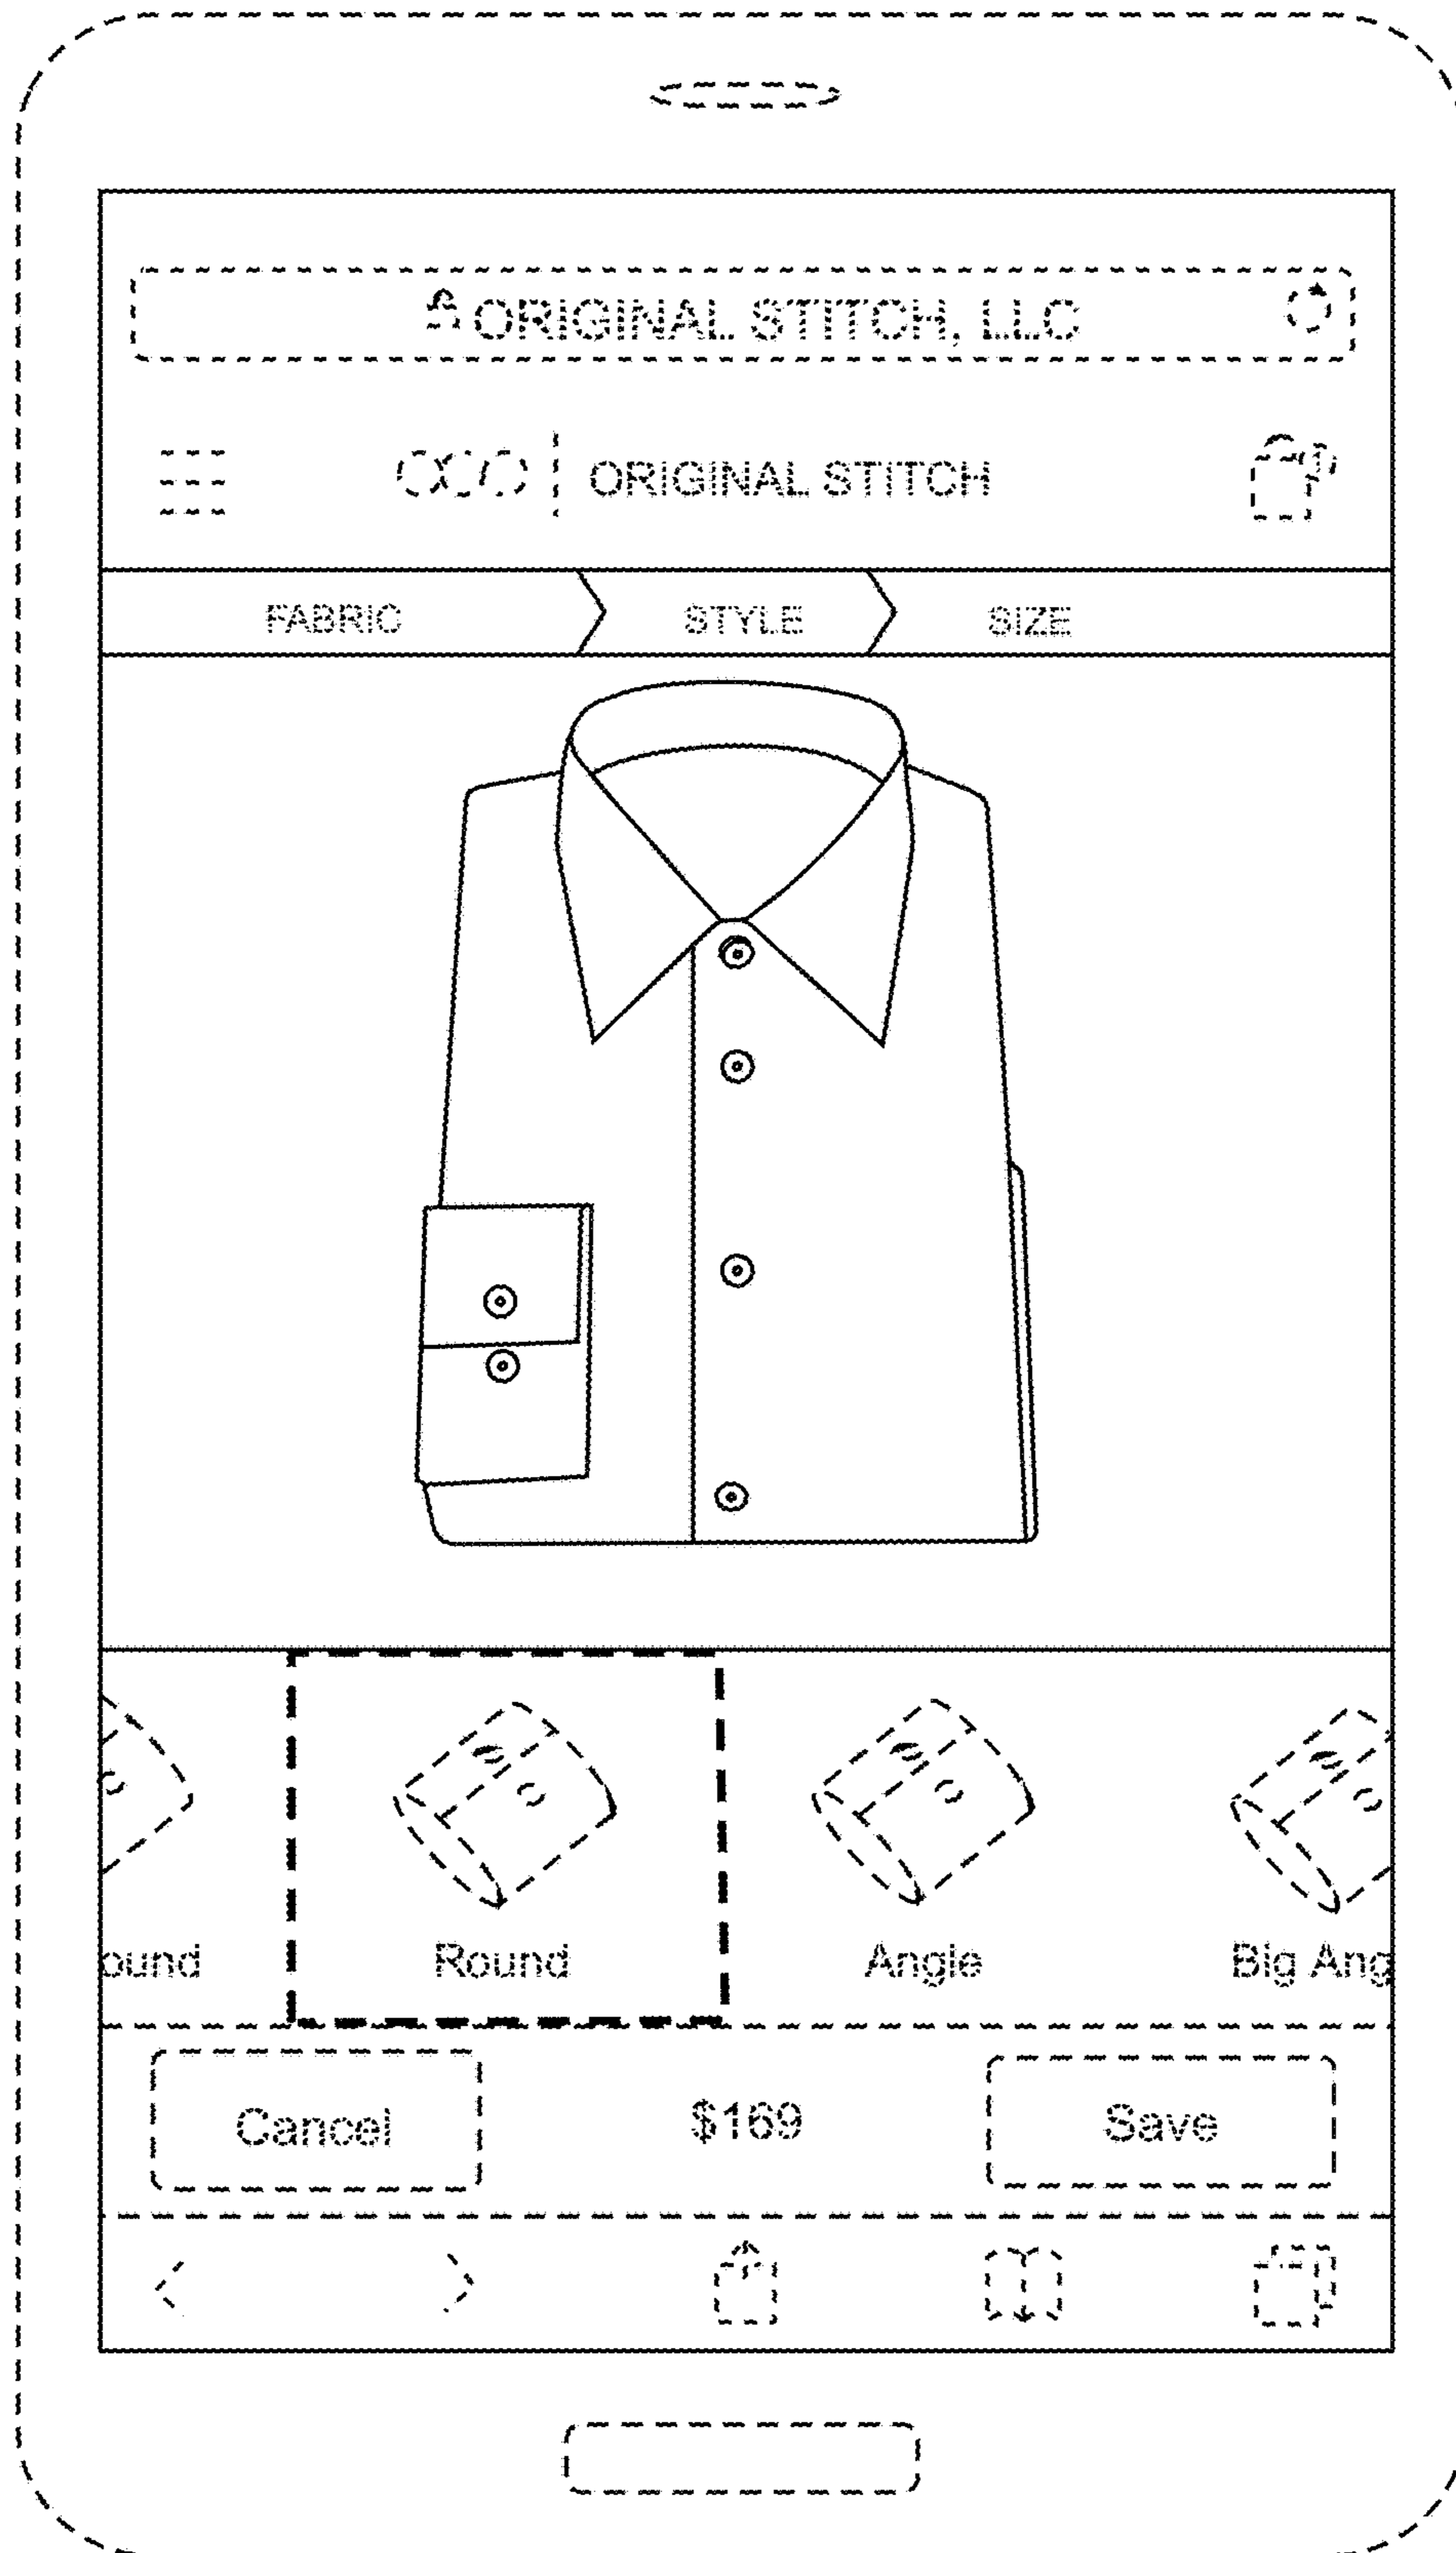 ORIGINAL STITCH, LLC
ORIGINAL STITCH
FABRIC STYLE SIZE
ound Round Angle Big Ang
Cancel $169 Save